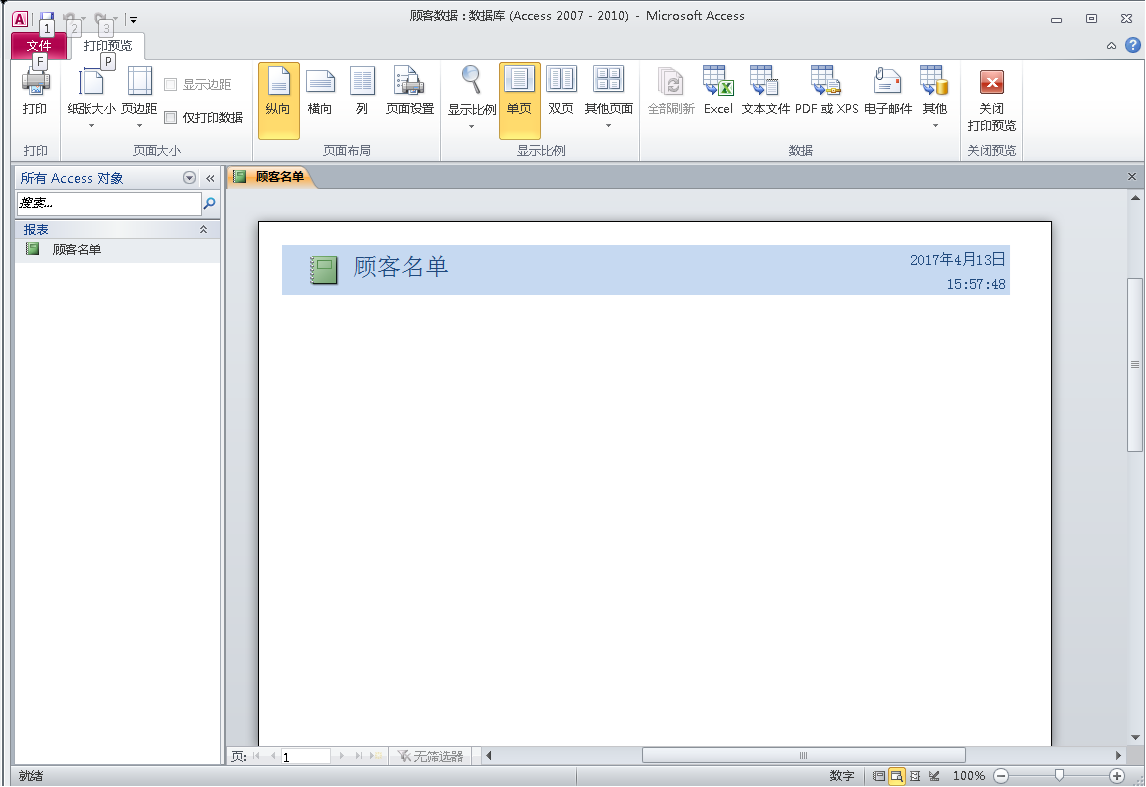 顾客数据 : 数据库 (Access 2007 - 2010) - Microsoft Access
A
1
2
3
文件
打印预览
F
P
打印
纸张大小
页边距
显示边距
仅打印数据
纵向
横向
列
页面设置
显示比例
单页
双页
其他页面
全部刷新
Excel
文本文件
PDF 或 XPS
电子邮件
其他
关闭
打印预览
打印
页面大小
页面布局
显示比例
数据
关闭预览
所有 Access 对象
搜索...
报表
顾客名单
顾客名单
顾客名单
2017年4月13日
15:57:48
页:
1
无筛选器
就绪
数字
100%